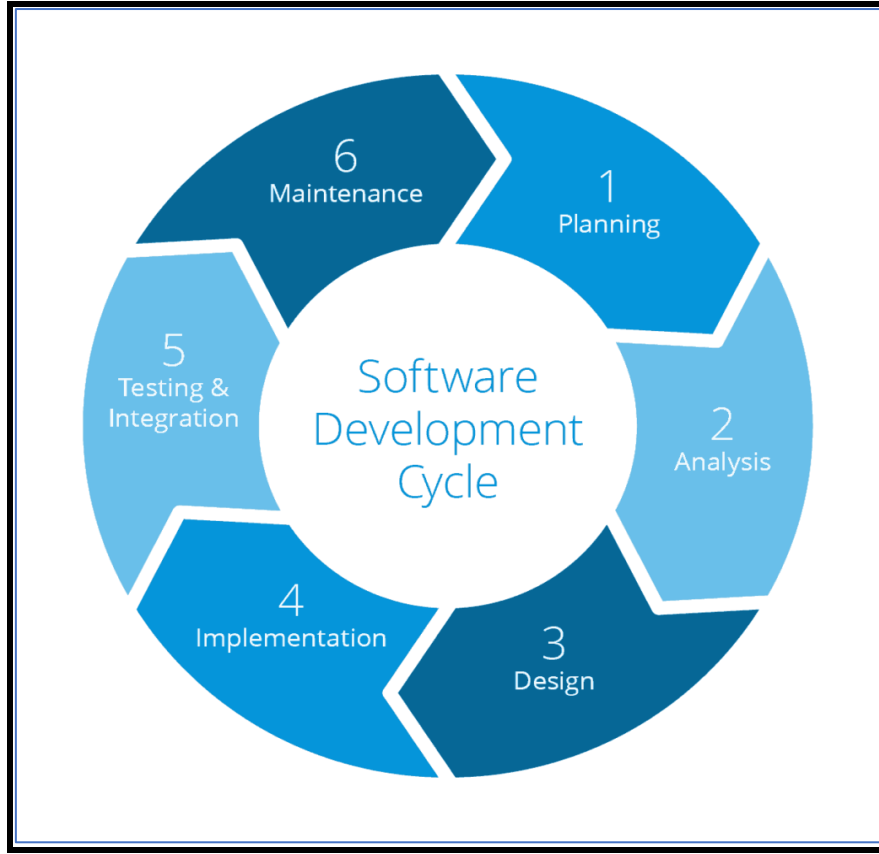 Software
Development
Cycle
1
Planning
2
Analysis
3
Design
4
Implementation
5
Testing &
Integration
6
Maintenance